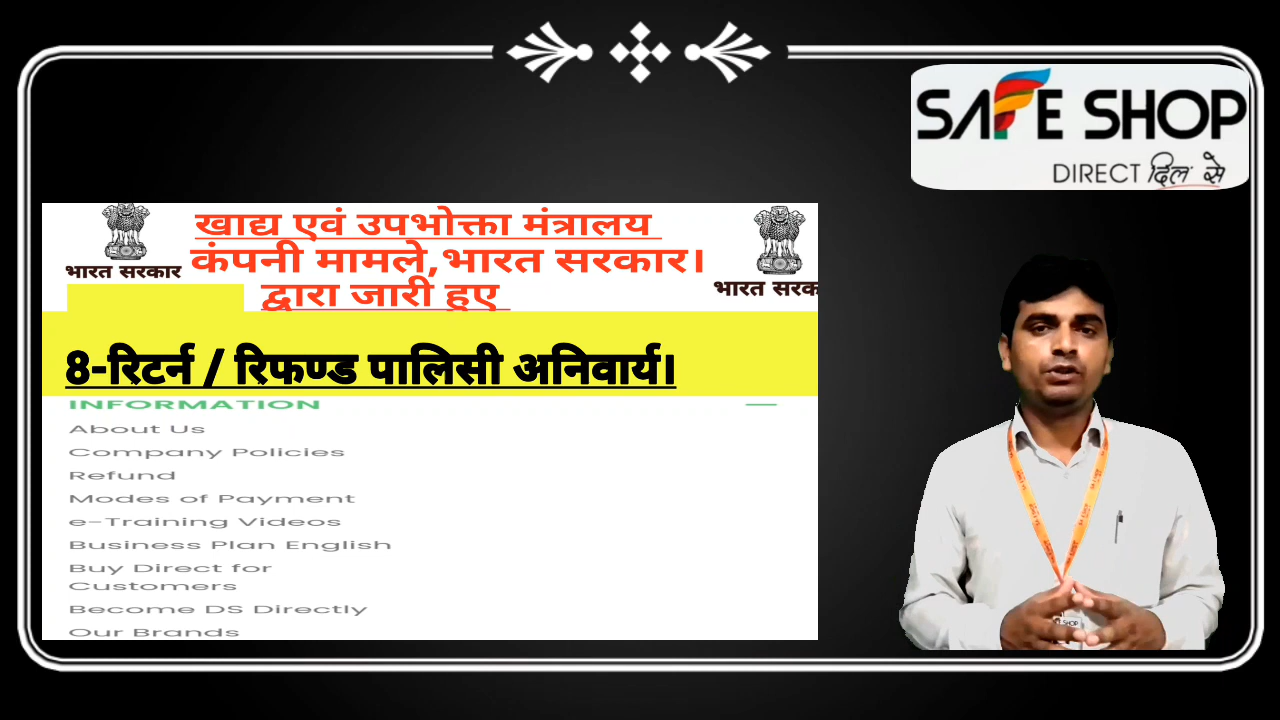 SAFE SHOP
DIRECT दिल से
खाद्य एवं उपभोक्ता मंत्रालय
भारत सरकार
कंपनी मामले,भारत सरकार।
भारत सरक
द्वारा जारी हुए
8-रिटर्न / रिफण्ड पालिसी अनिवार्य।
INFORMATION
About Us
Company Policies
Refund
Modes of Payment
e-Training Videos
Business Plan English
Buy Direct for
Customers
Become DS Directly
Our Brands